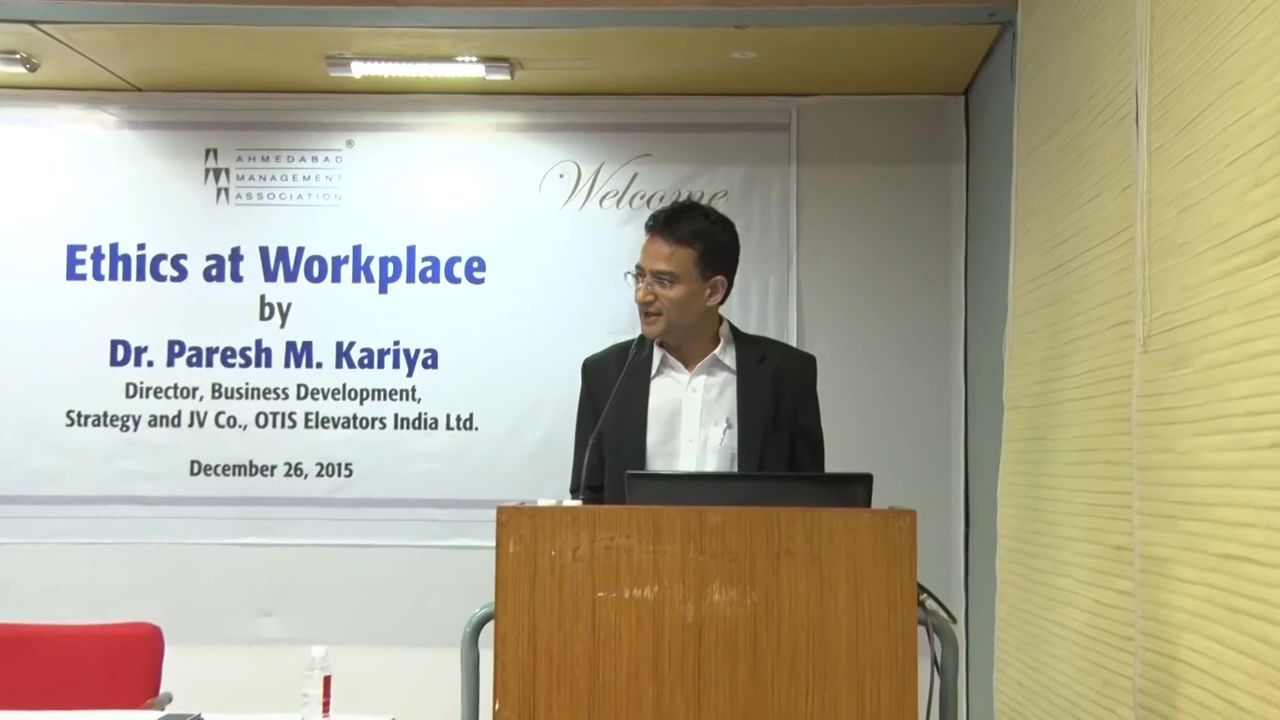 AHMEDABAD ®
MANAGEMENT
ASSOCIATION
Welcome
Ethics at Workplace
by
Dr. Paresh M. Kariya
Director, Business Development,
Strategy and JV Co., OTIS Elevators India Ltd.
December 26, 2015